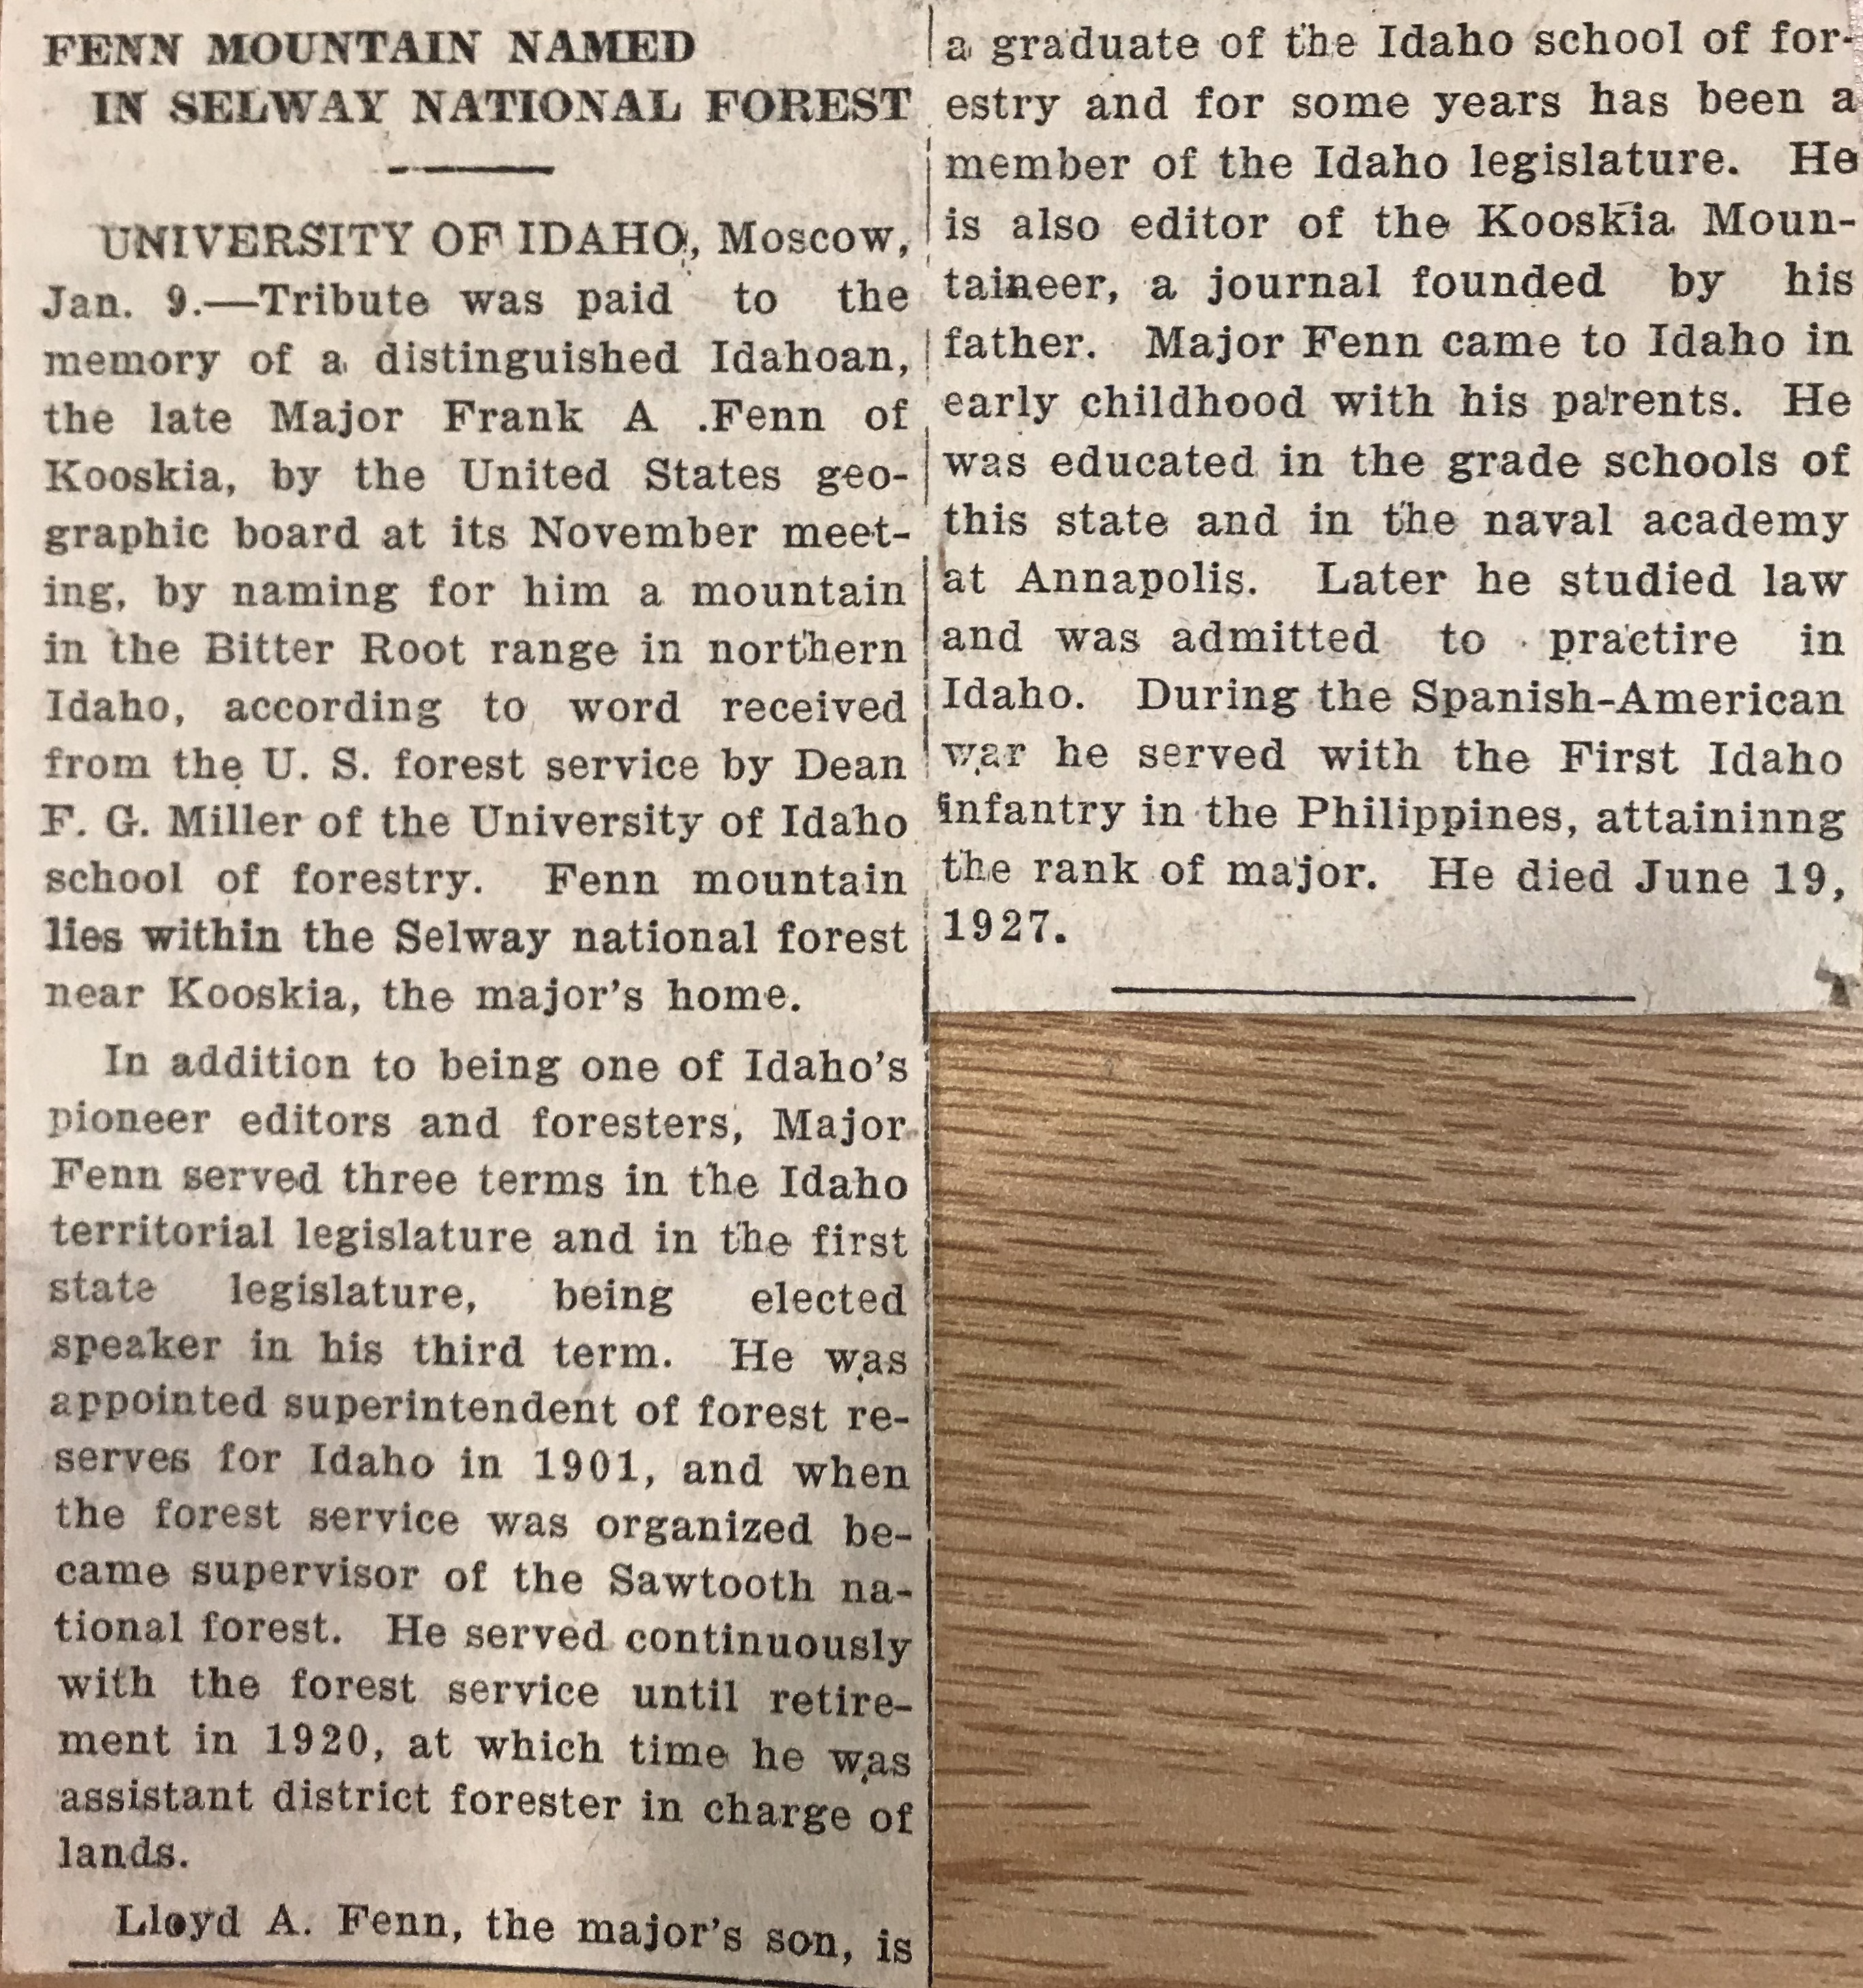 FENN MOUNTAIN NAMED
IN SELWAY NATIONAL FOREST
UNIVERSITY OF IDAHO, Moscow,
Jan. 9.—Tribute was paid to the
memory of a distinguished Idahoan,
the late Major Frank A .Fenn of
Kooskia, by the United States geo-
graphic board at its November meet-
ing, by naming for him a mountain
in the Bitter Root range in northern
Idaho, according to word received
from the U. S. forest service by Dean
F. G. Miller of the University of Idaho
school of forestry. Fenn mountain
lies within the Selway national forest
near Kooskia, the major's home.
In addition to being one of Idaho's
pioneer editors and foresters, Major
Fenn served three terms in the Idaho
territorial legislature and in the first
state legislature, being elected
speaker in his third term. He was
appointed superintendent of forest re-
serves for Idaho in 1901, and when
the forest service was organized be-
came supervisor of the Sawtooth na-
tional forest. He served continuously
with the forest service until retire-
ment in 1920, at which time he was
assistant district forester in charge of
lands.
Lloyd A. Fenn, the major's son, is
a graduate of the Idaho school of for-
estry and for some years has been a
member of the Idaho legislature. He
is also editor of the Kooskia Moun-
taineer, a journal founded by his
father. Major Fenn came to Idaho in
early childhood with his parents. He
was educated in the grade schools of
this state and in the naval academy
at Annapolis. Later he studied law
and was admitted to practire in
Idaho. During the Spanish-American
war he served with the First Idaho
infantry in the Philippines, attaininng
the rank of major. He died June 19,
1927.